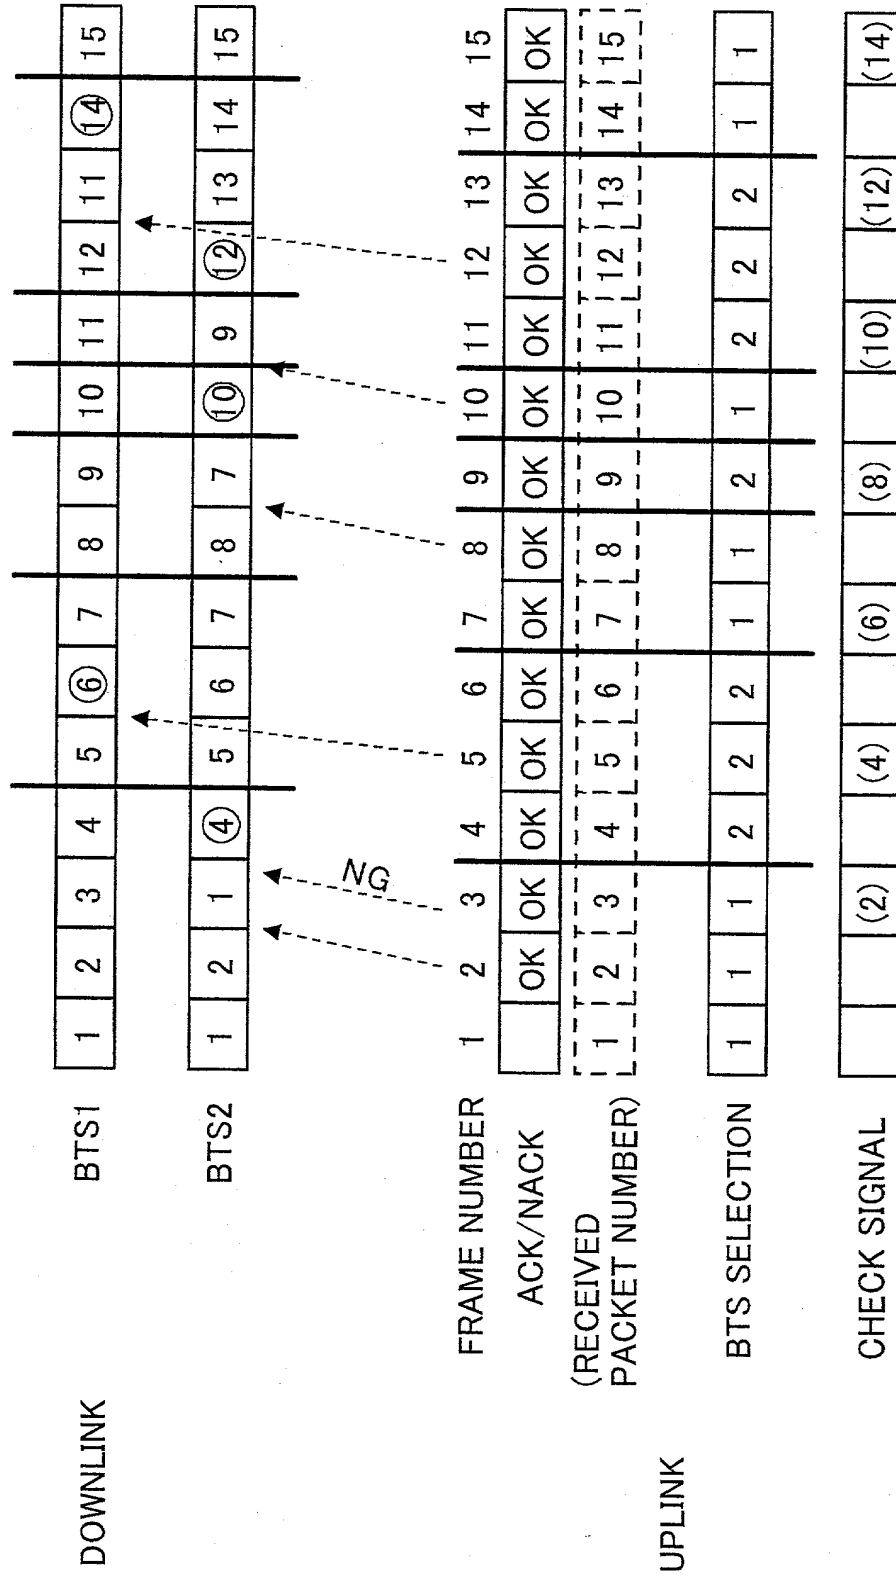 DOWNLINK
BTS1 1 2 3 4 5 6 7 8 9 10 11 12 11 14 15
BTS2 1 2 1 4 5 6 7 8 7 10 9 12 13 14 15
NG
UPLINK
FRAME NUMBER 1 2 3 4 5 6 7 8 9 10 11 12 13 14 15
ACK/NACK OK OK OK OK OK OK OK OK OK OK OK OK OK OK
(RECEIVED
PACKET NUMBER) 1 2 3 4 5 6 7 8 9 10 11 12 13 14 15
BTS SELECTION 1 1 1 2 2 2 1 1 2 1 2 2 2 1 1
CHECK SIGNAL (2) (4) (6) (8) (10) (12) (14)